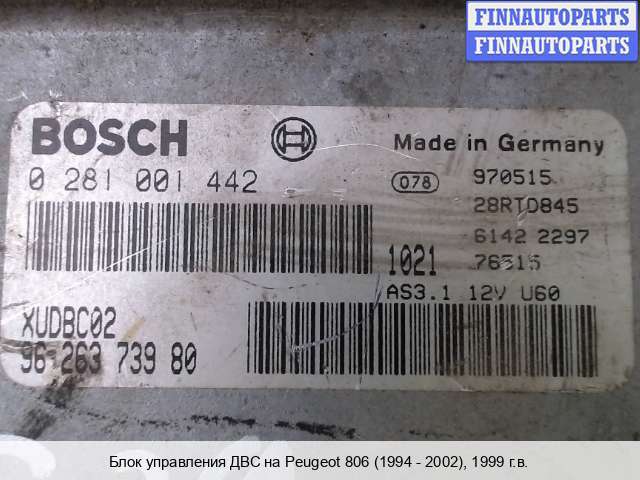 FINNAUTOPARTS
FINNAUTOPARTS
BOSCH
Made in Germany
0 281 001 442
078
970515
28RTD845
6142 2297
1021
76515
AS3.1 12V U60
XUDBC02
96 263 739 80
Блок управления ДВС на Peugeot 806 (1994 - 2002), 1999 г.в.